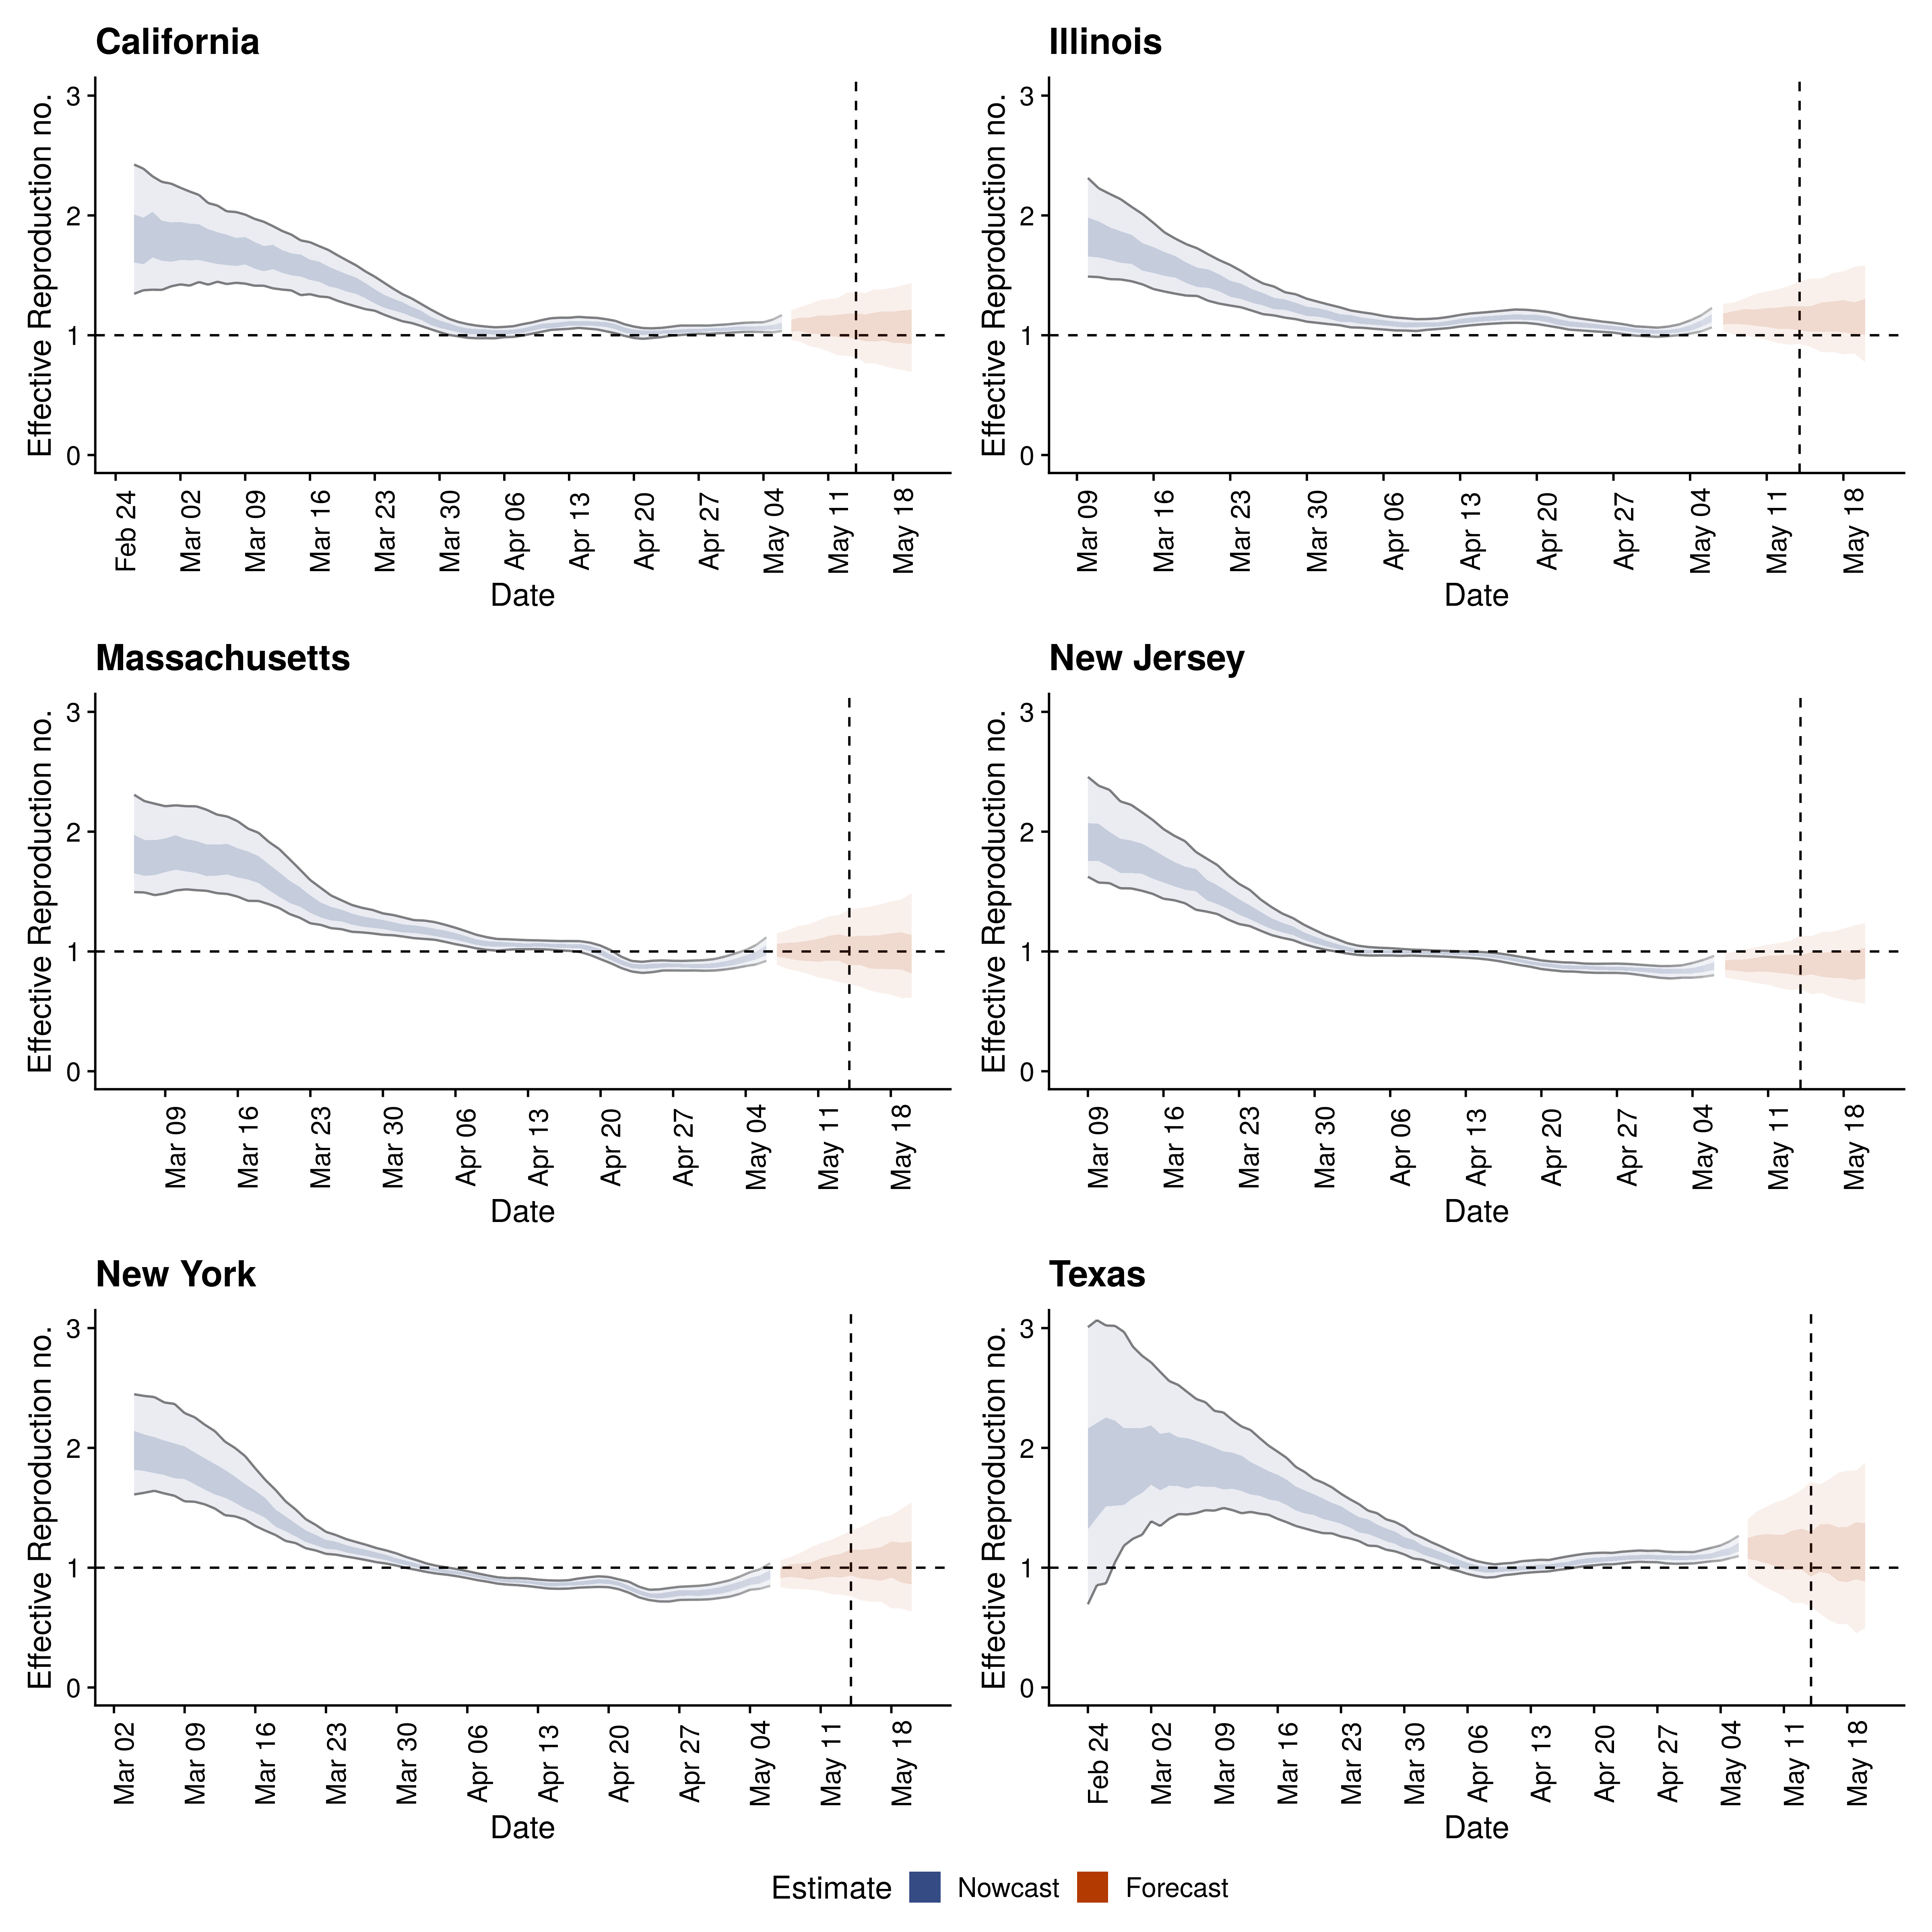 California
Effective Reproduction no.
3
2
1
0
Feb 24
Mar 02
Mar 09
Mar 16
Mar 23
Mar 30
Apr 06
Apr 13
Apr 20
Apr 27
May 04
May 11
May 18
Date
Illinois
Effective Reproduction no.
3
2
1
0
Mar 09
Mar 16
Mar 23
Mar 30
Apr 06
Apr 13
Apr 20
Apr 27
May 04
May 11
May 18
Date
Massachusetts
Effective Reproduction no.
3
2
1
0
Mar 09
Mar 16
Mar 23
Mar 30
Apr 06
Apr 13
Apr 20
Apr 27
May 04
May 11
May 18
Date
New Jersey
Effective Reproduction no.
3
2
1
0
Mar 09
Mar 16
Mar 23
Mar 30
Apr 06
Apr 13
Apr 20
Apr 27
May 04
May 11
May 18
Date
New York
Effective Reproduction no.
3
2
1
0
Mar 02
Mar 09
Mar 16
Mar 23
Mar 30
Apr 06
Apr 13
Apr 20
Apr 27
May 04
May 11
May 18
Date
Texas
Effective Reproduction no.
3
2
1
0
Feb 24
Mar 02
Mar 09
Mar 16
Mar 23
Mar 30
Apr 06
Apr 13
Apr 20
Apr 27
May 04
May 11
May 18
Date
Estimate Nowcast Forecast